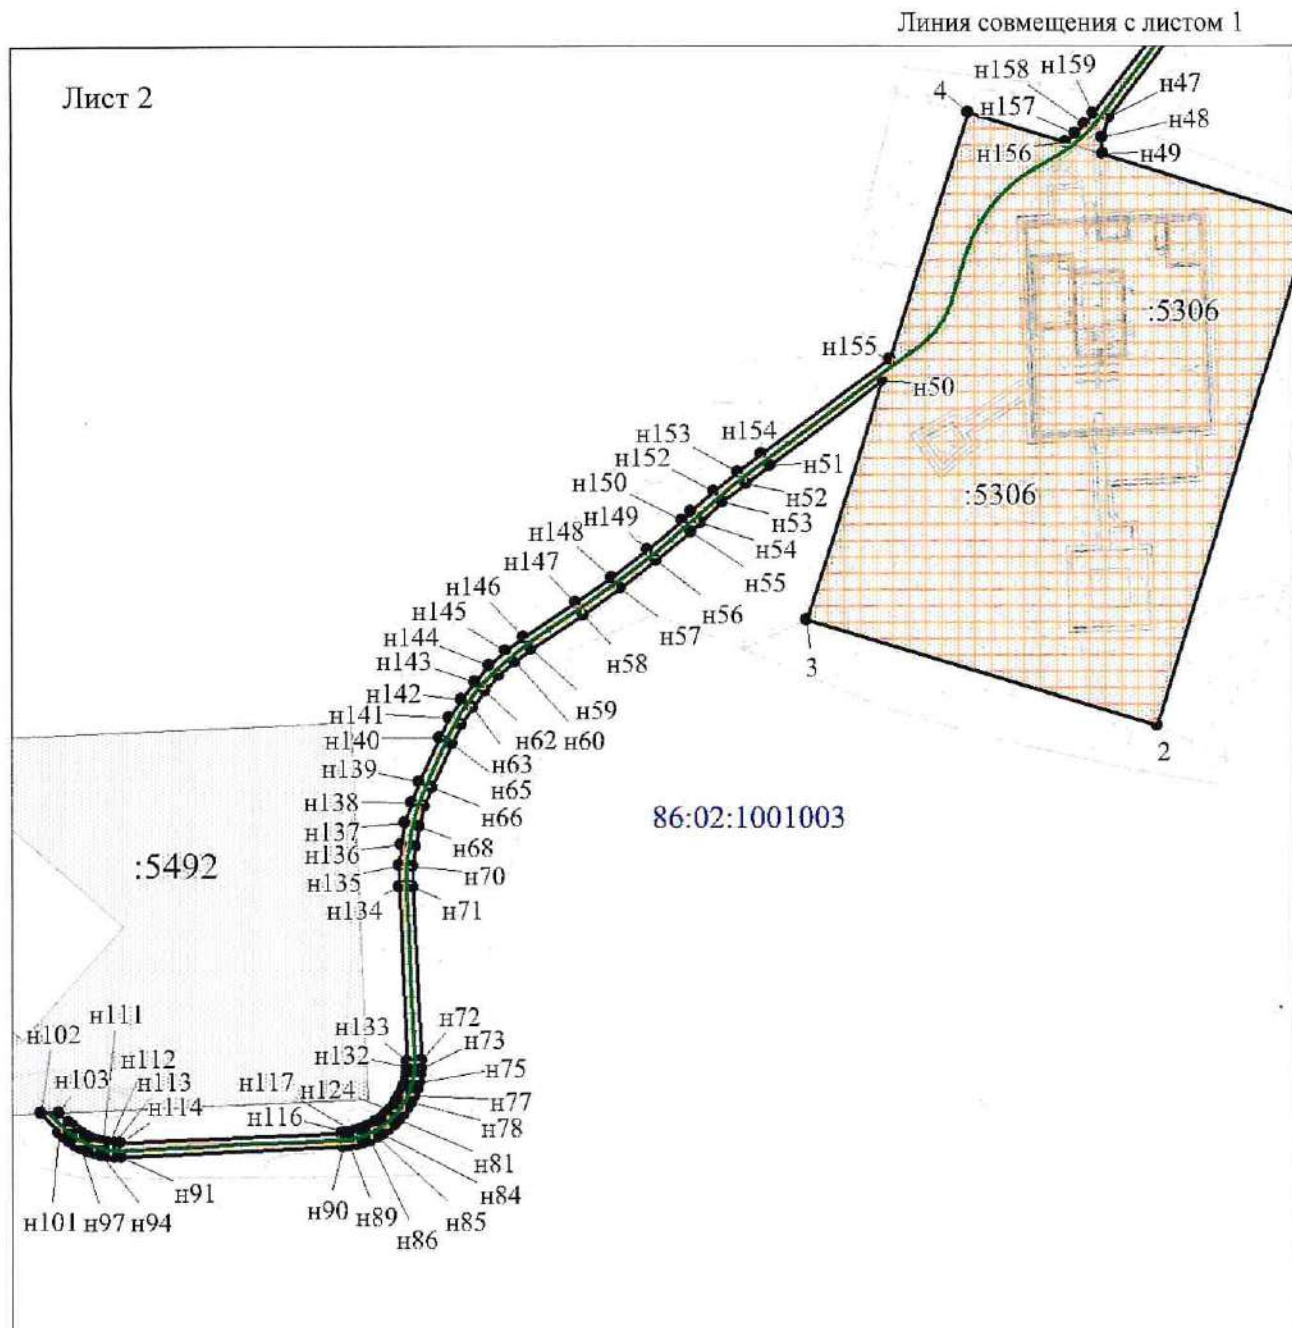 Линия совмещения с листом 1
Лист 2
н159
н158
4
н157
н47
н48
н156
н49
:5306
н155
н50
н154
н153
н51
н152
н52
:5306
н150
н53
н149
н54
н148
н55
н147
н56
н146
н57
н145
н58
н144
3
н143
н59
н142
н62
н60
2
н141
н63
н140
н65
н139
н66
н138
86:02:1001003
н137
н68
н136
:5492
н70
н135
н134
н71
н111
н72
н102
н133
н73
н112
н132
н75
н103
н113
н117
н124
н77
н114
н116
н78
н81
н91
н84
н101
н97
н94
н90
н89
н85
н86